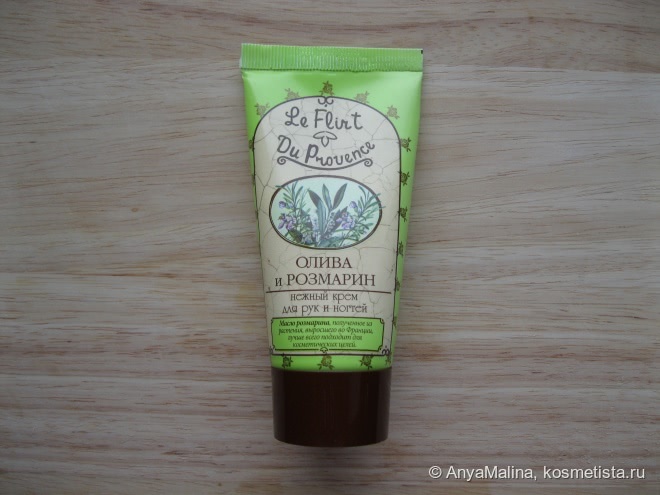 Le Flirt
Du Provence
ОЛИВА
и РОЗМАРИН
нежный крем
для рук и ногтей
Масло розмарина, полученное из
растения, выросшего во Франции,
лучше всего подходит для
косметических целей.
© AnyaMalina, kosmetista.ru